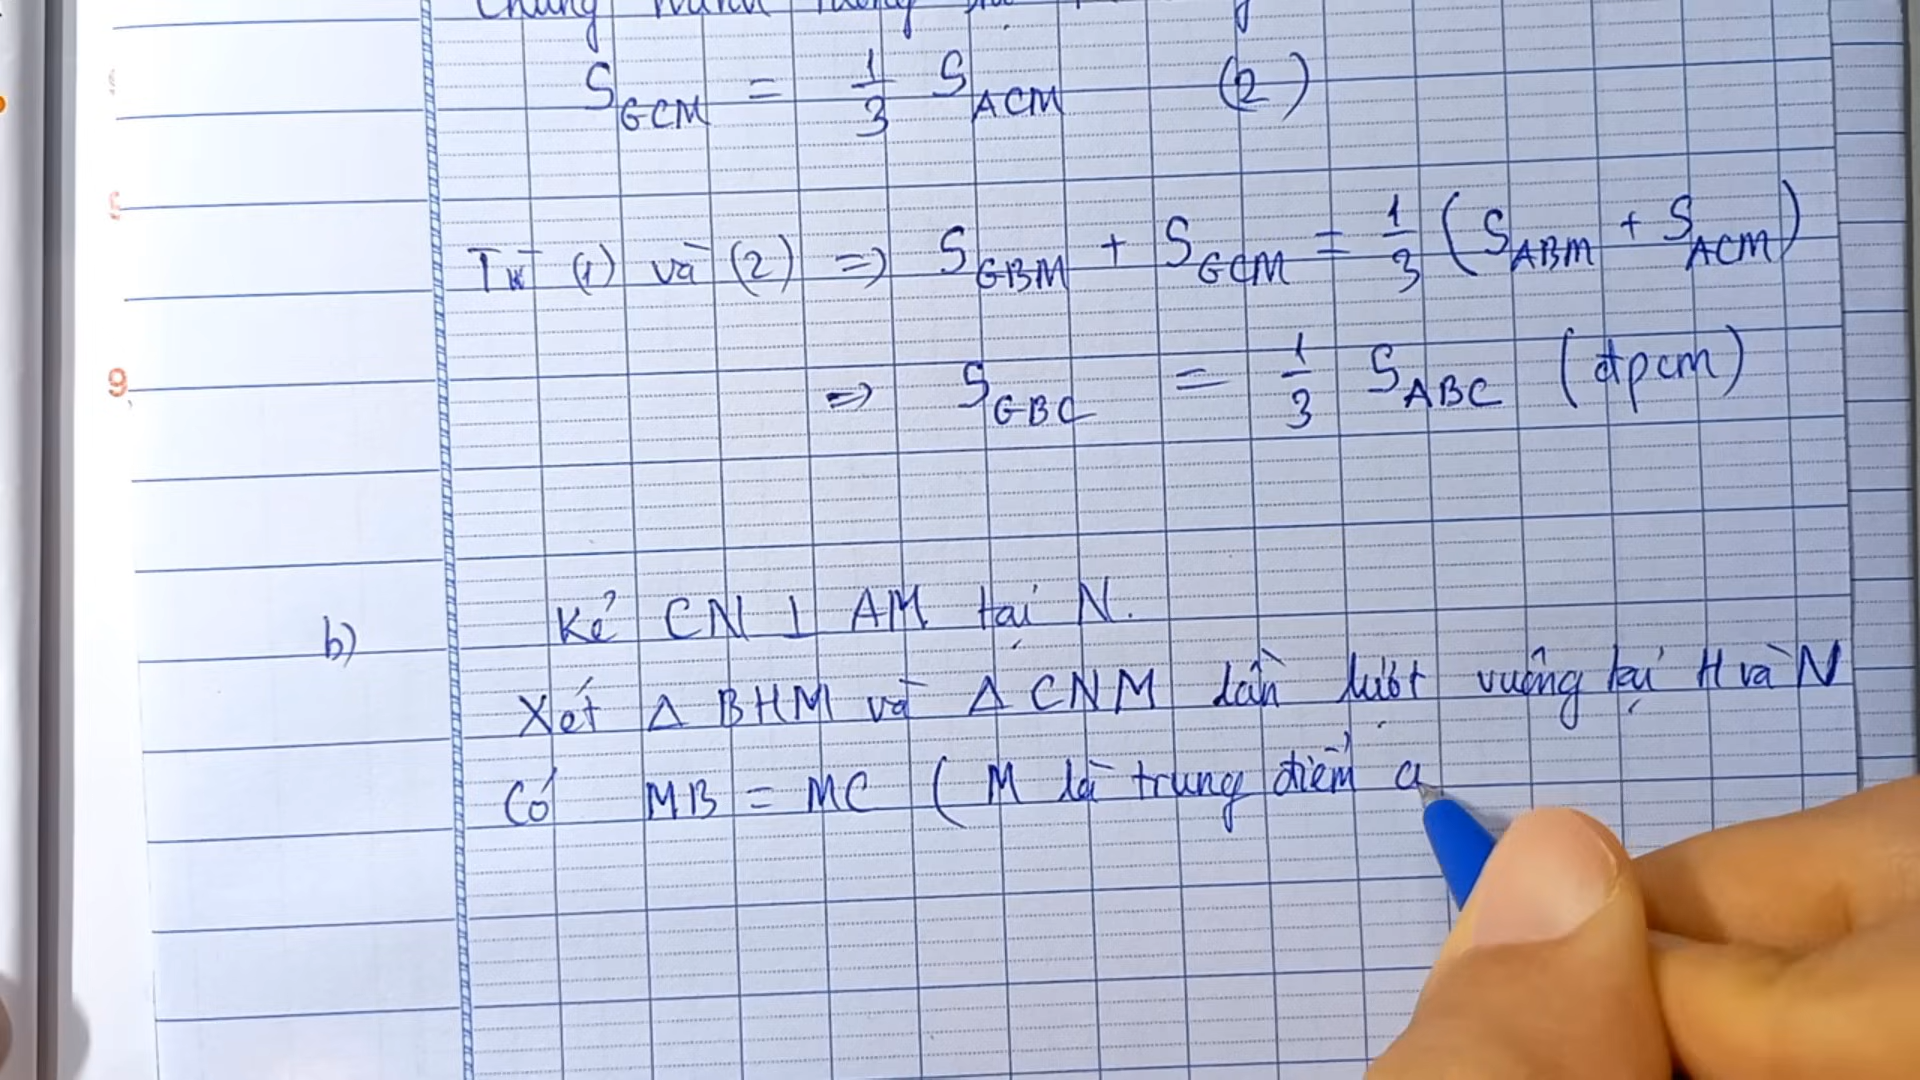 S_GCM = 1/3 S_ACM (2)
Từ (1) và (2) => S_GBM + S_GCM = 1/3 (S_ABM + S_ACM)
=> S_GBC = 1/3 S_ABC (đpcm)
b) Kẻ CN ⊥ AM tại N.
Xét Δ BHM và Δ CNM lần lượt vuông tại H và N
Có MB = MC ( M là trung điểm c
9